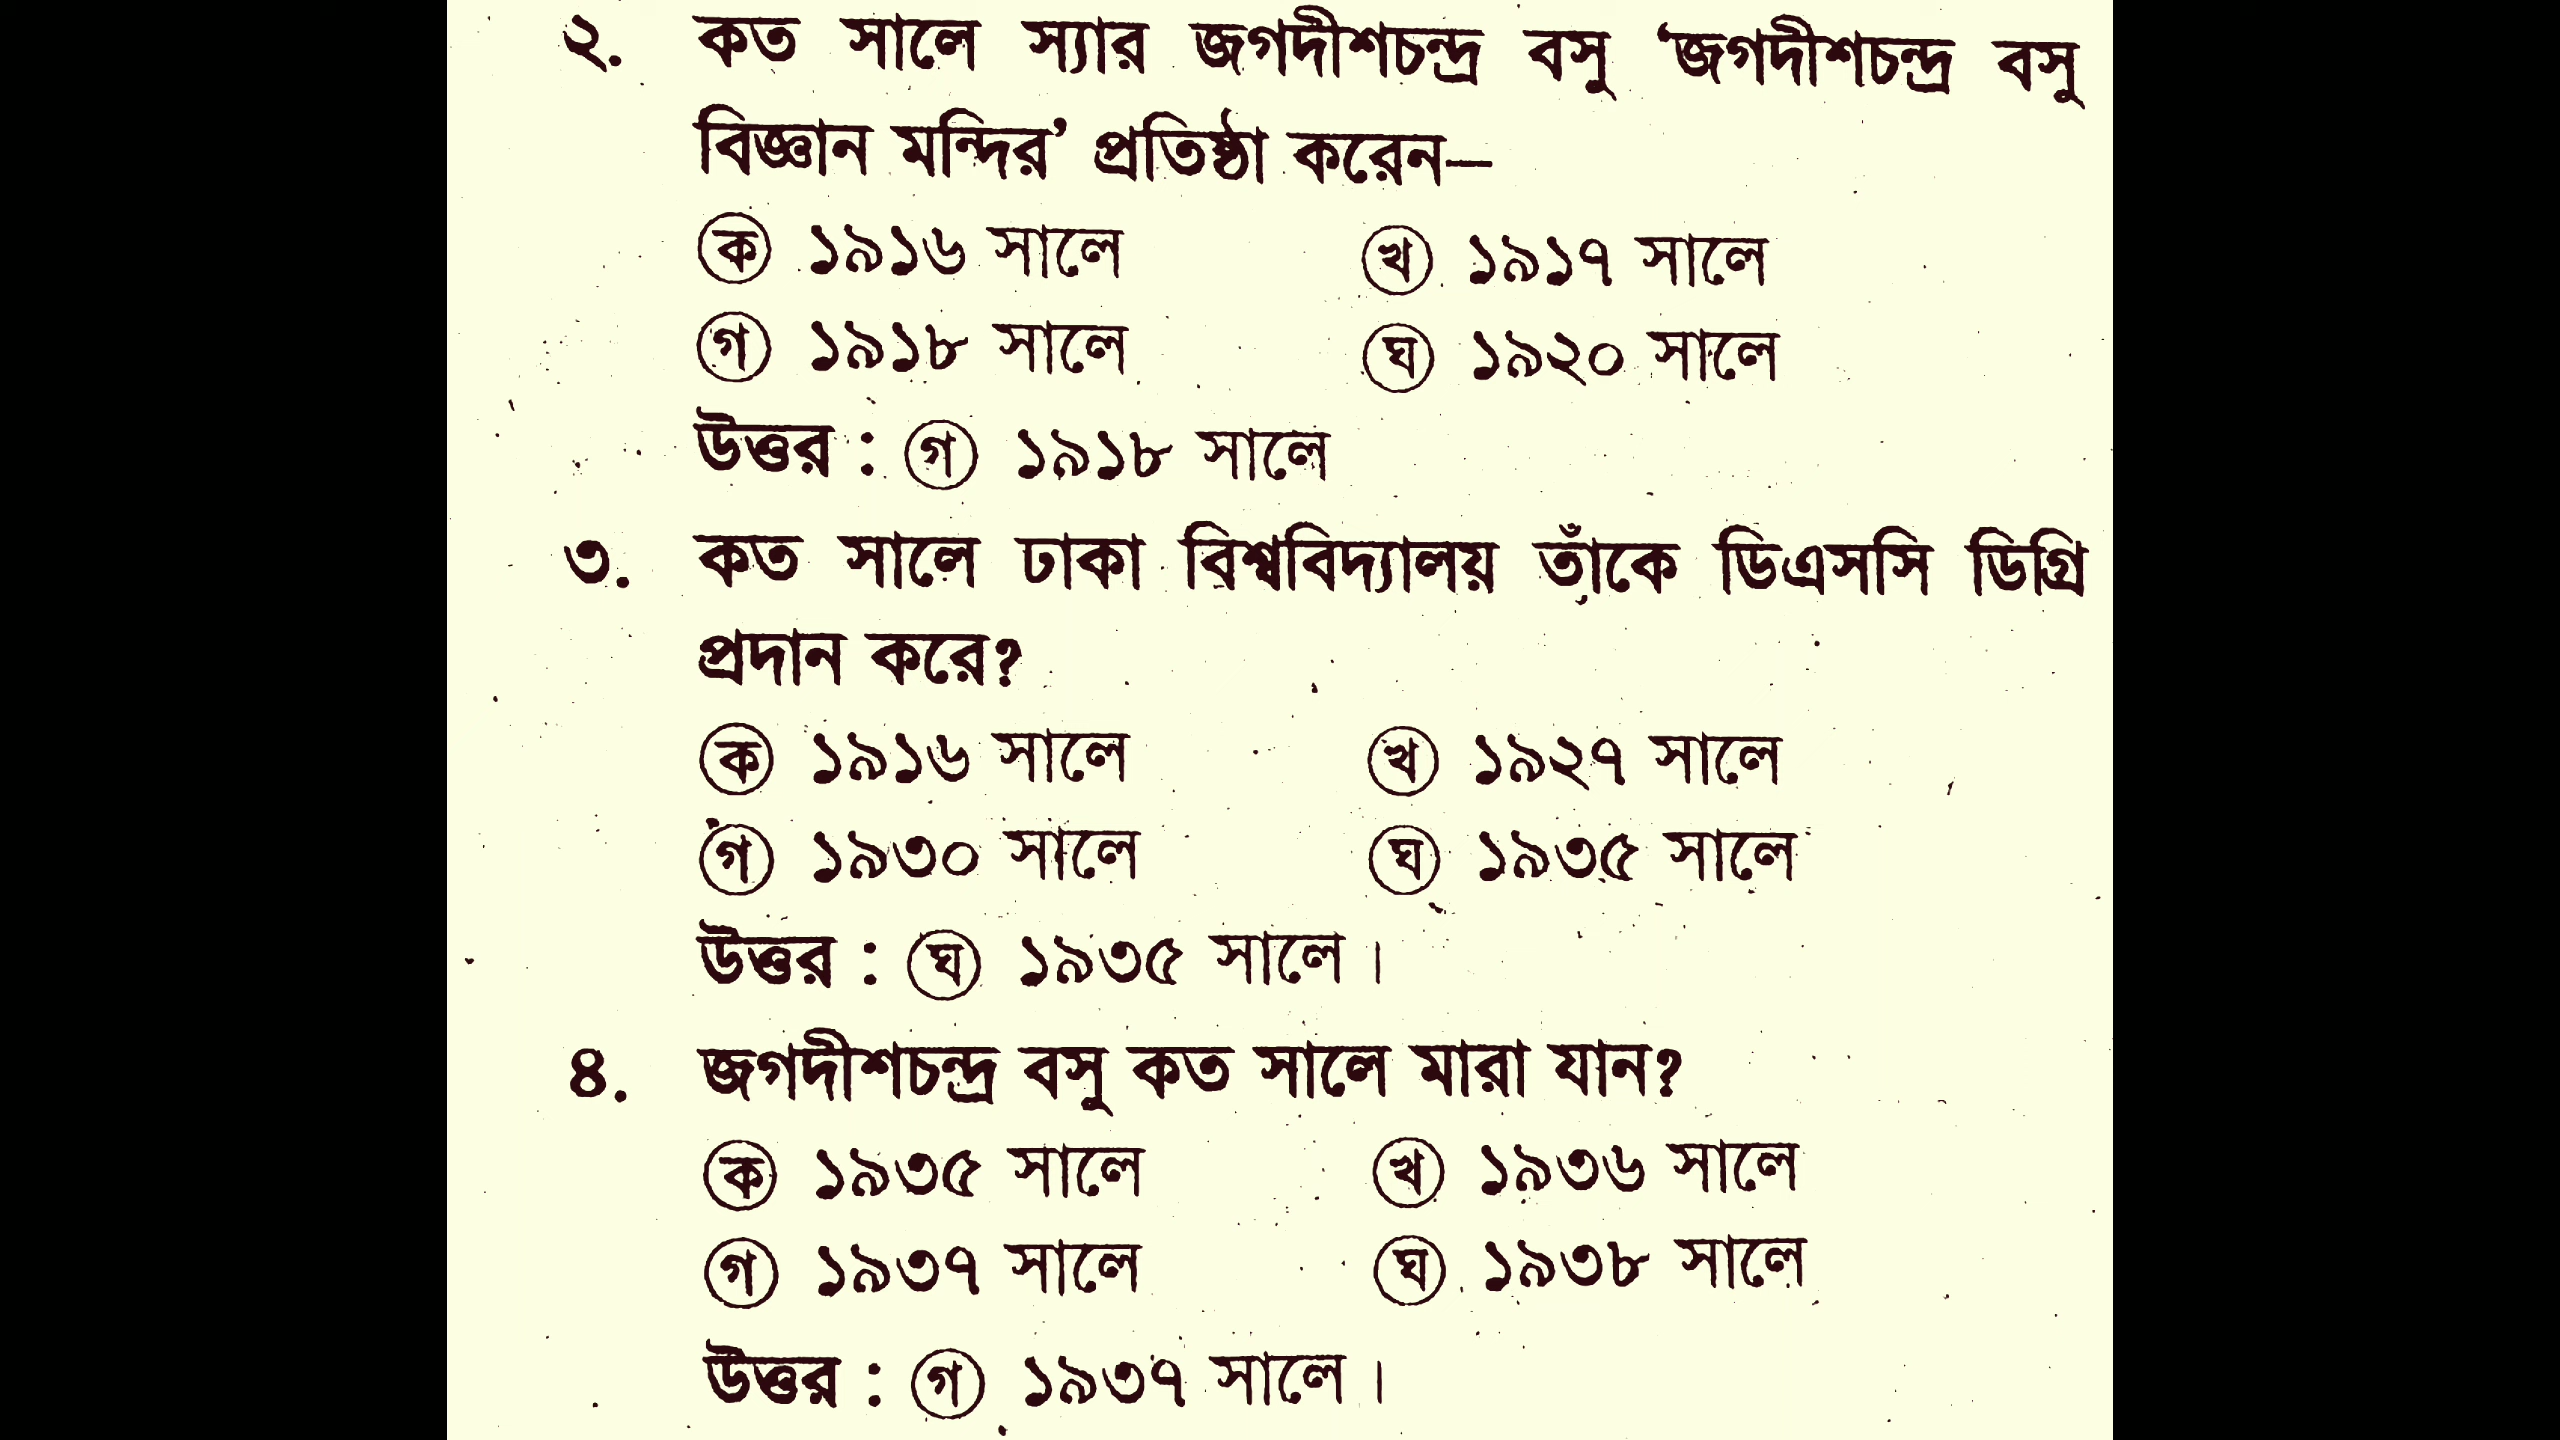 ২. কত সালে স্যার জগদীশচন্দ্র বসু ‘জগদীশচন্দ্র বসু
বিজ্ঞান মন্দির’ প্রতিষ্ঠা করেন–
ক ১৯১৬ সালে খ ১৯১৭ সালে
গ ১৯১৮ সালে ঘ ১৯২০ সালে
উত্তর : গ ১৯১৮ সালে
৩. কত সালে ঢাকা বিশ্ববিদ্যালয় তাঁকে ডিএসসি ডিগ্রি
প্রদান করে?
ক ১৯১৬ সালে খ ১৯২৭ সালে
গ ১৯৩০ সালে ঘ ১৯৩৫ সালে
উত্তর : ঘ ১৯৩৫ সালে।
৪. জগদীশচন্দ্র বসু কত সালে মারা যান?
ক ১৯৩৫ সালে খ ১৯৩৬ সালে
গ ১৯৩৭ সালে ঘ ১৯৩৮ সালে
উত্তর : গ ১৯৩৭ সালে।